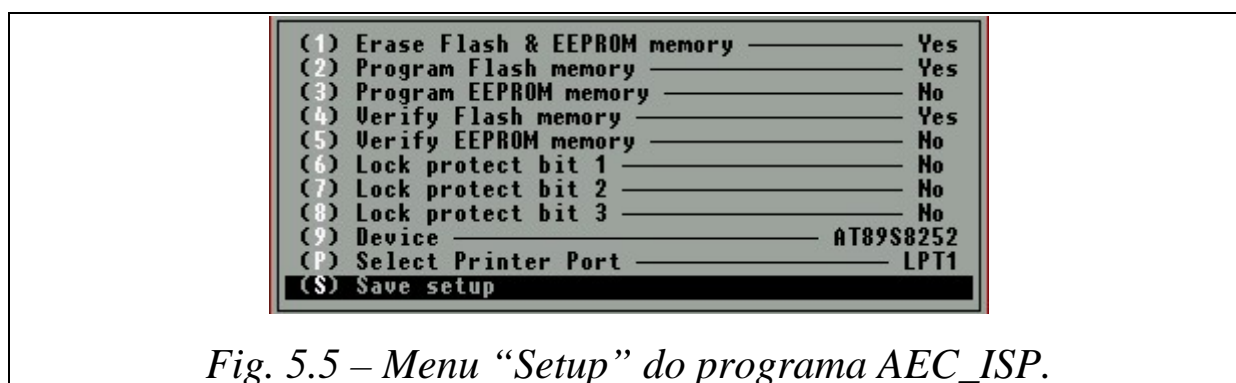 (1) Erase Flash & EEPROM memory Yes
(2) Program Flash memory Yes
(3) Program EEPROM memory No
(4) Verify Flash memory Yes
(5) Verify EEPROM memory No
(6) Lock protect bit 1 No
(7) Lock protect bit 2 No
(8) Lock protect bit 3 No
(9) Device AT89S8252
(P) Select Printer Port LPT1
(S) Save setup
Fig. 5.5 – Menu “Setup” do programa AEC_ISP.